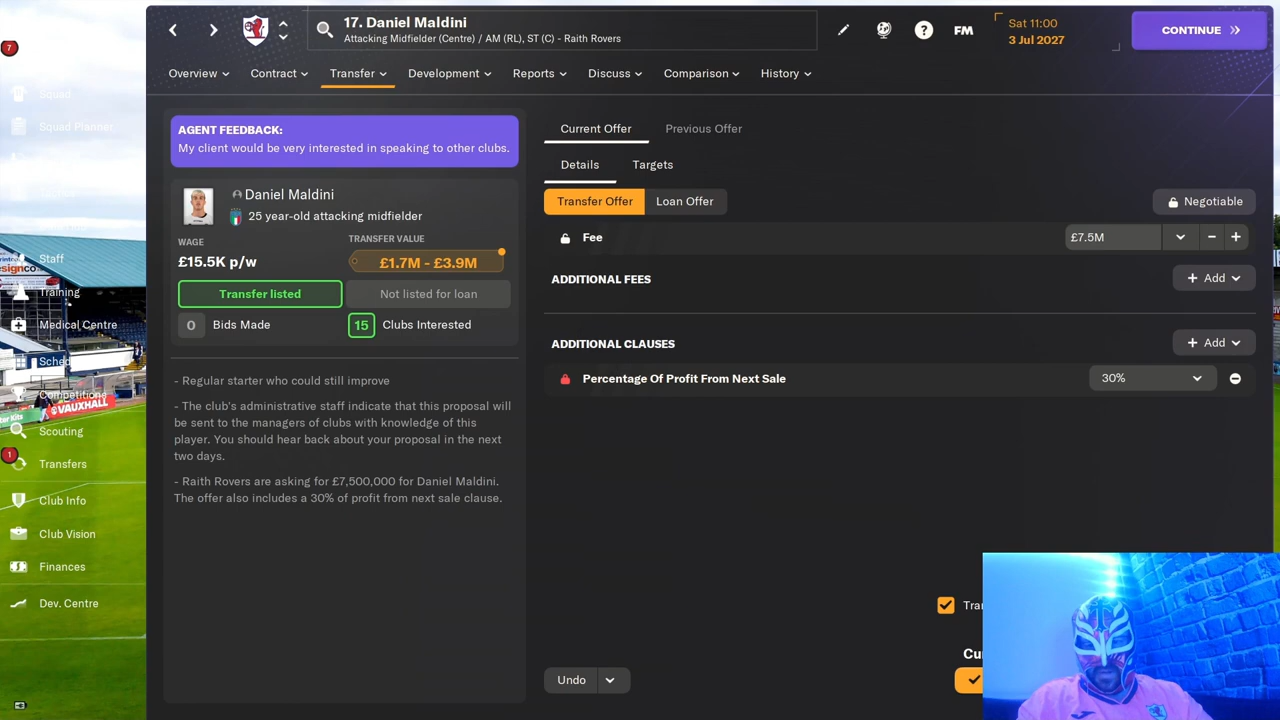 17. Daniel Maldini
Attacking Midfielder (Centre) / AM (RL), ST (C) - Raith Rovers
FM
Sat 11:00
3 Jul 2027
CONTINUE
7
Overview
Contract
Transfer
Development
Reports
Discuss
Comparison
History
Squad
Squad Planner
Staff
Training
Medical Centre
Sched
Competitions
VAUXHALL
Scouting
1
Transfers
Club Info
Club Vision
Finances
Dev. Centre
AGENT FEEDBACK:
My client would be very interested in speaking to other clubs.
Daniel Maldini
25 year-old attacking midfielder
WAGE
TRANSFER VALUE
£15.5K p/w
£1.7M - £3.9M
Transfer listed
Not listed for loan
0 Bids Made
15 Clubs Interested
- Regular starter who could still improve
- The club's administrative staff indicate that this proposal will
be sent to the managers of clubs with knowledge of this
player. You should hear back about your proposal in the next
two days.
- Raith Rovers are asking for £7,500,000 for Daniel Maldini.
The offer also includes a 30% of profit from next sale clause.
Current Offer
Previous Offer
Details
Targets
Transfer Offer
Loan Offer
Negotiable
Fee
£7.5M
ADDITIONAL FEES
Add
ADDITIONAL CLAUSES
Add
Percentage Of Profit From Next Sale
30%
Undo